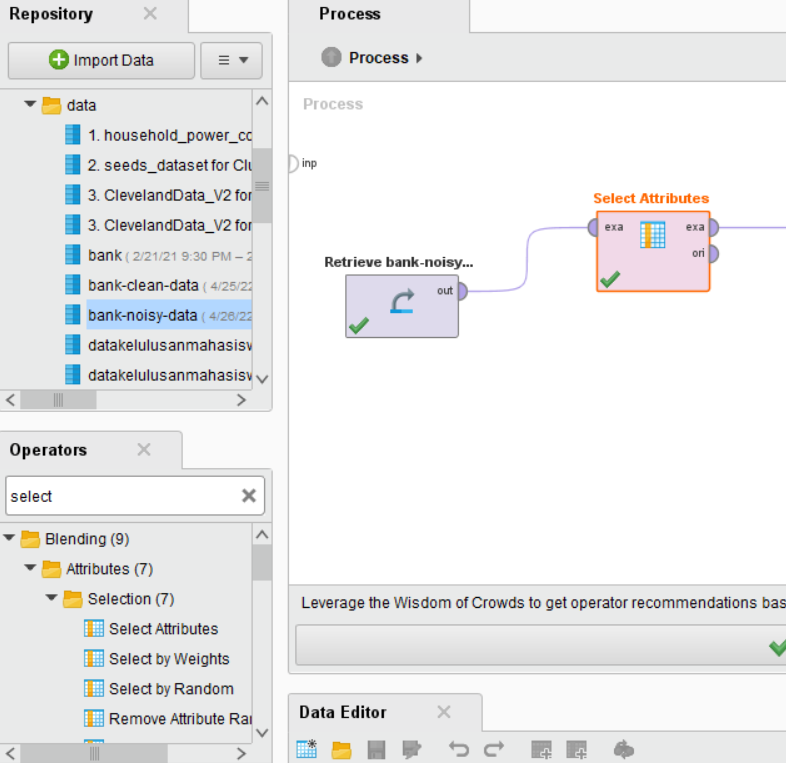 Repository
Import Data
data
1. household_power_co
2. seeds_dataset for Clu
3. ClevelandData_V2 for
3. ClevelandData_V2 for
bank ( 2/21/21 9:30 PM – 2
bank-clean-data ( 4/25/22
bank-noisy-data ( 4/26/22
datakelulusanmahasisw
datakelulusanmahasisw
Operators
select
Blending (9)
Attributes (7)
Selection (7)
Select Attributes
Select by Weights
Select by Random
Remove Attribute Ra
Process
Process
Process
inp
Retrieve bank-noisy...
out
Select Attributes
exa exa
ori
Leverage the Wisdom of Crowds to get operator recommendations bas
Data Editor